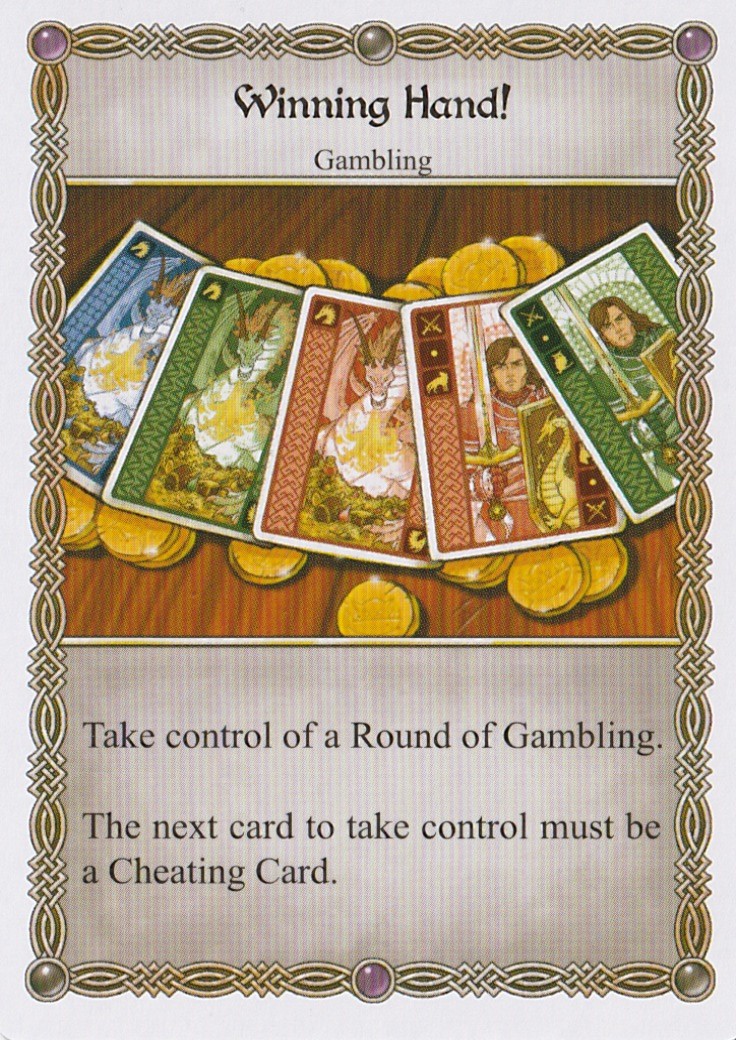 Winning Hand!
Gambling
Take control of a Round of Gambling.
The next card to take control must be
a Cheating Card.